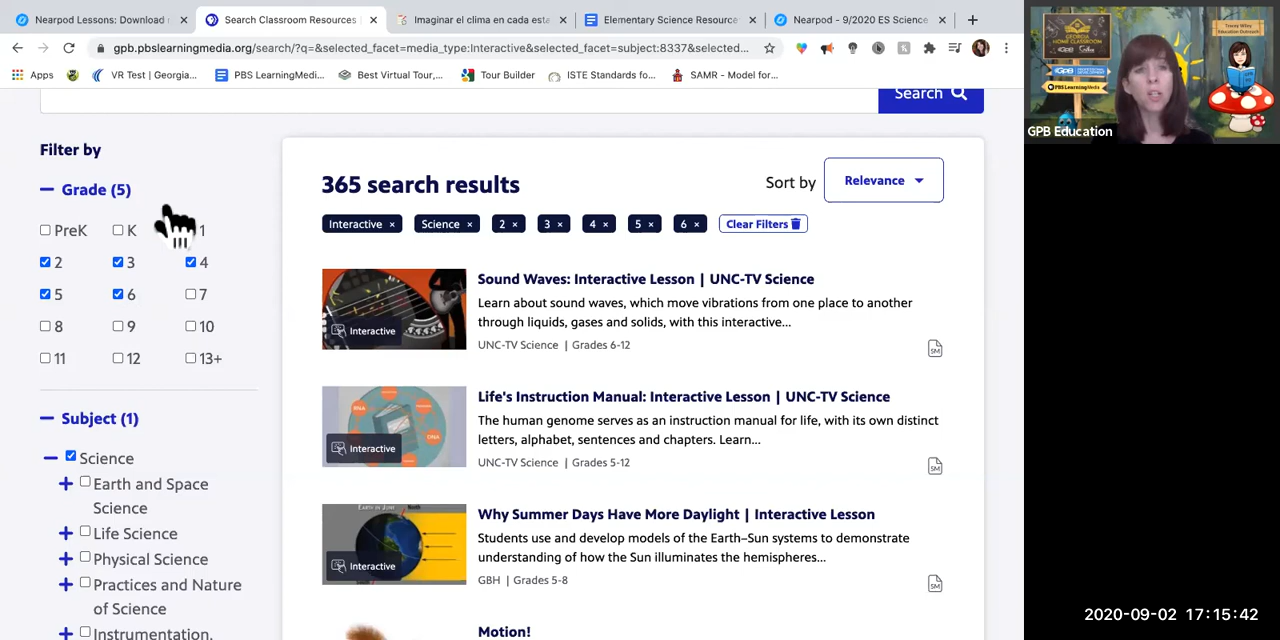 Nearpod Lessons: Download r
Search Classroom Resources |
Imaginar el clima en cada esta
Elementary Science Resource
Nearpod - 9/2020 ES Science
gpb.pbslearningmedia.org/search/?q=&selected_facet=media_type:Interactive&selected_facet=subject:8337&selected...
Apps
VR Test | Georgia...
PBS LearningMedi...
Best Virtual Tour,...
Tour Builder
ISTE Standards fo...
SAMR - Model for...
Search
Filter by
Grade (5)
PreK K 1
2 3 4
5 6 7
8 9 10
11 12 13+
Subject (1)
Science
Earth and Space
Science
Life Science
Physical Science
Practices and Nature
of Science
Instrumentation,
365 search results
Sort by Relevance
Interactive × Science × 2 × 3 × 4 × 5 × 6 × Clear Filters
Interactive
Sound Waves: Interactive Lesson | UNC-TV Science
Learn about sound waves, which move vibrations from one place to another
through liquids, gases and solids, with this interactive...
UNC-TV Science | Grades 6-12
SM
Interactive
Life's Instruction Manual: Interactive Lesson | UNC-TV Science
The human genome serves as an instruction manual for life, with its own distinct
letters, alphabet, sentences and chapters. Learn...
UNC-TV Science | Grades 5-12
SM
Interactive
Why Summer Days Have More Daylight | Interactive Lesson
Students use and develop models of the Earth–Sun systems to demonstrate
understanding of how the Sun illuminates the hemispheres...
GBH | Grades 5-8
SM
Motion!
Tracey Wiley
Education Outreach
PBS LearningMedia
GPB Education
2020-09-02 17:15:42